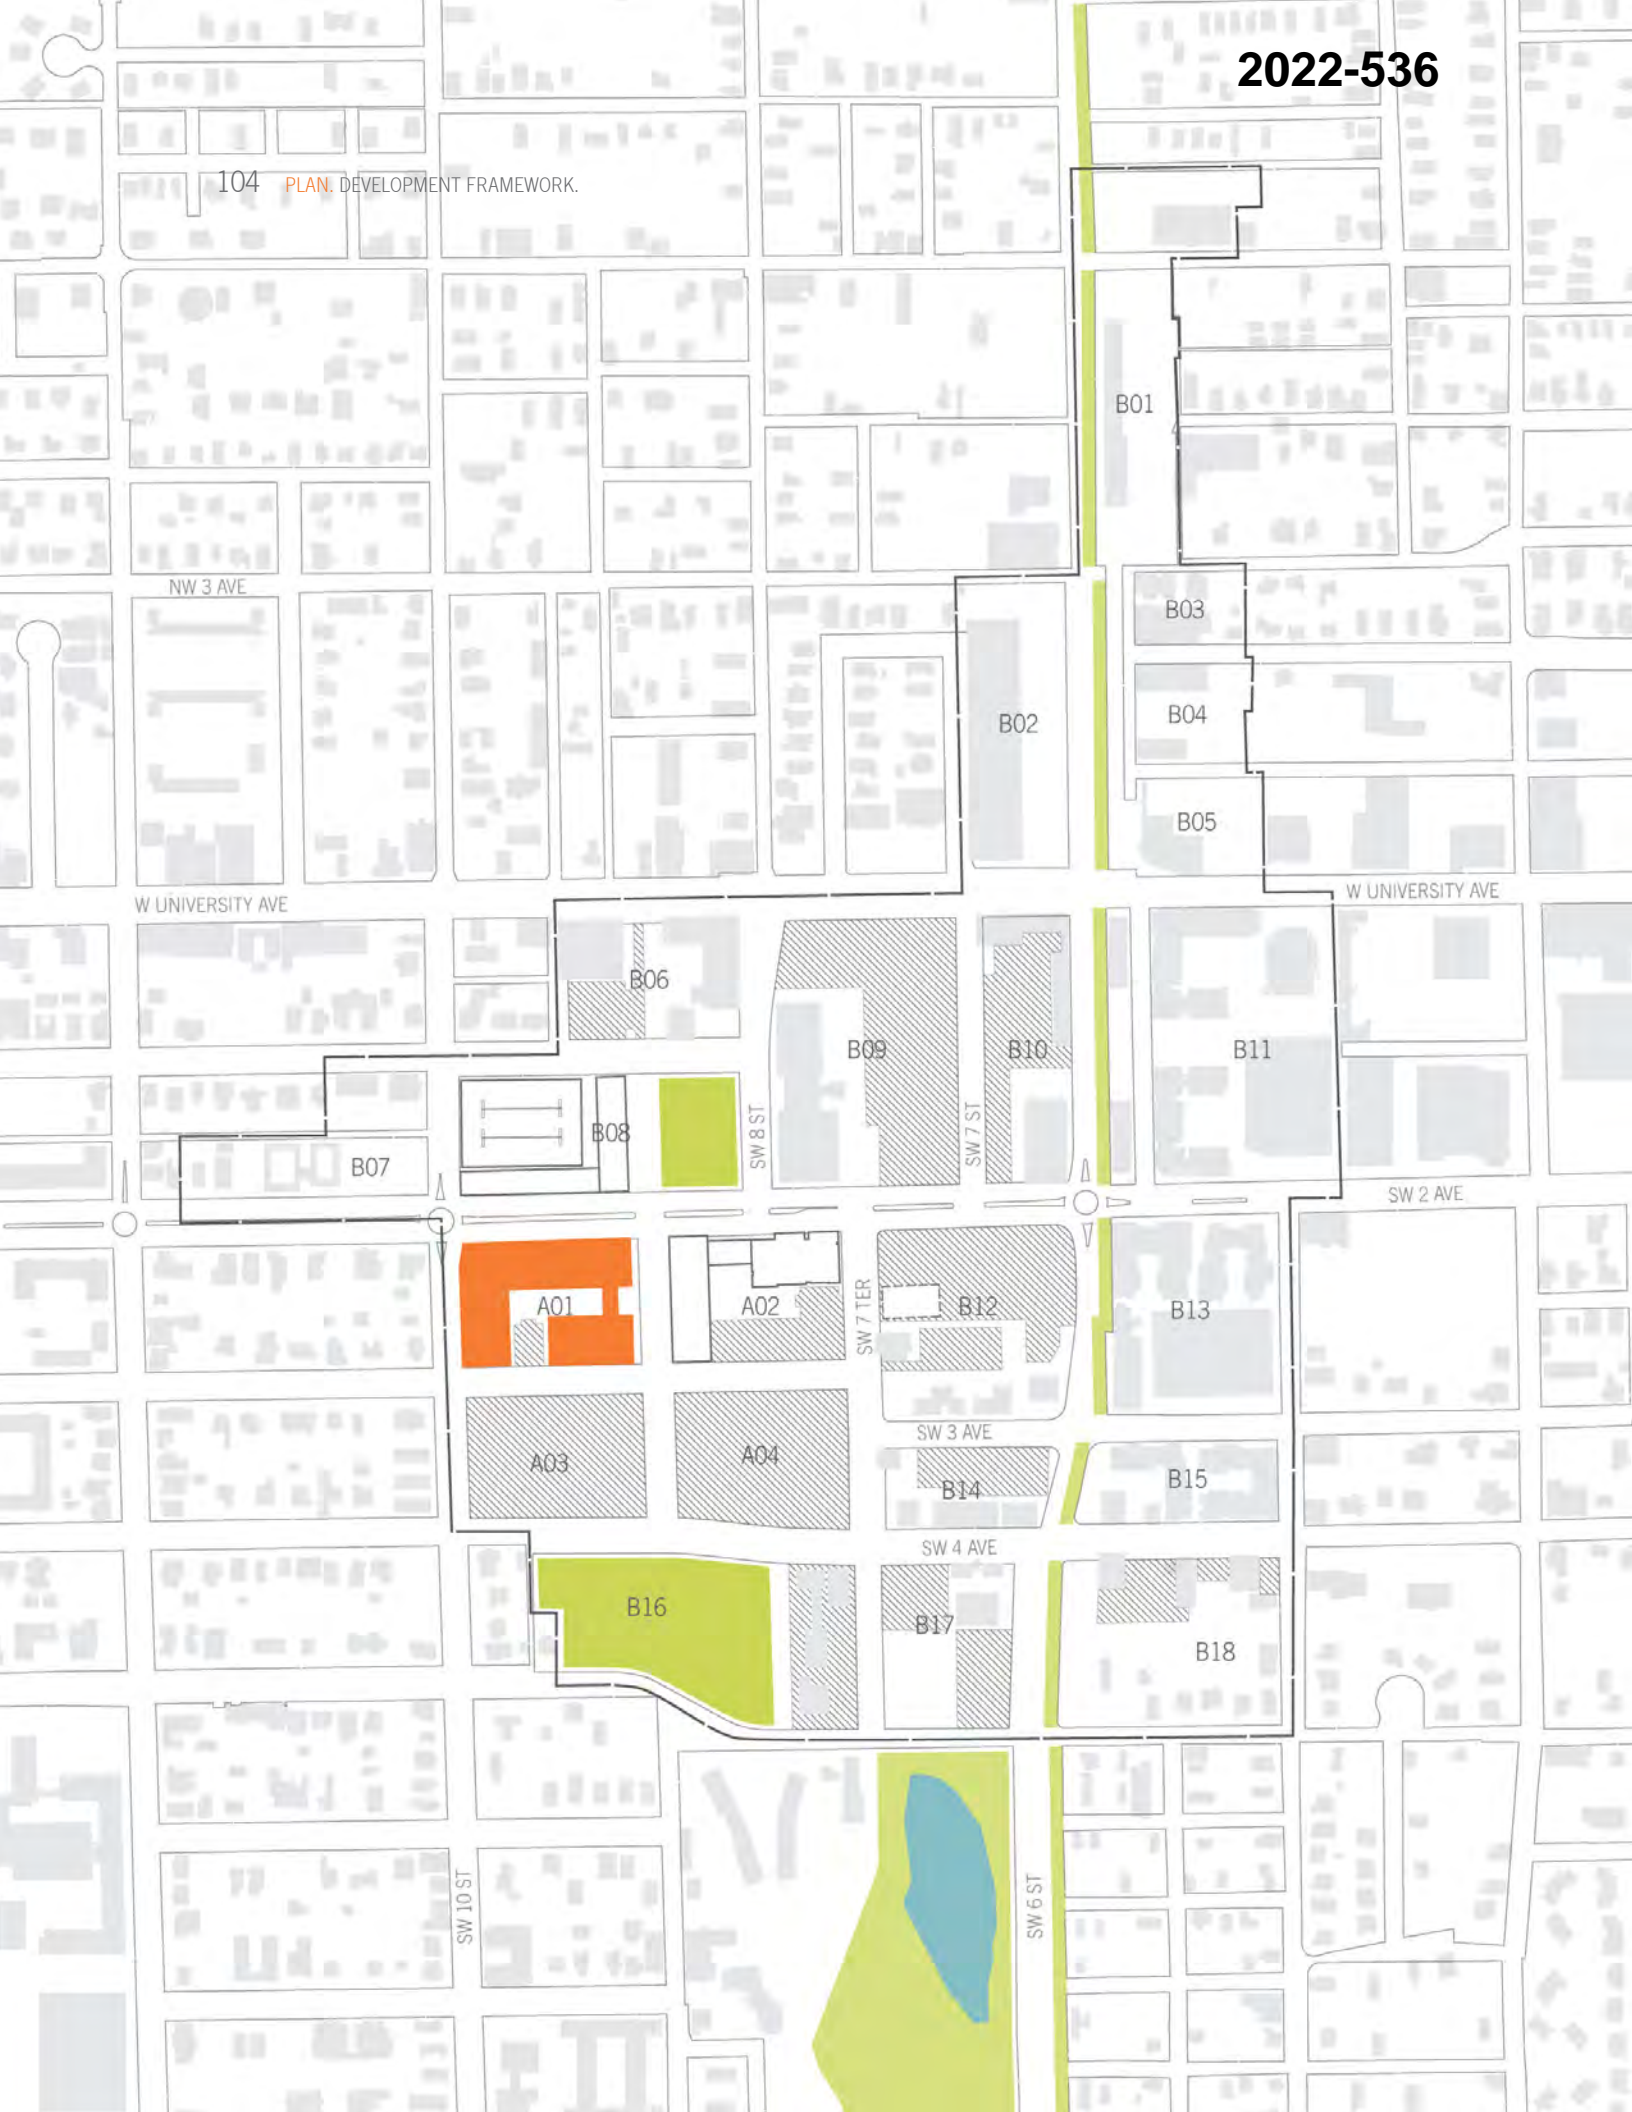 2022-536
104 PLAN. DEVELOPMENT FRAMEWORK.
B01
NW 3 AVE
B03
B04
B02
B05
W UNIVERSITY AVE
W UNIVERSITY AVE
B06
B09
B10
B11
B08
SW 8 ST
SW 7 ST
B07
SW 2 AVE
A01
A02
SW 7 TER
B12
B13
SW 3 AVE
A03
A04
B14
B15
SW 4 AVE
B16
B17
B18
SW 10 ST
SW 6 ST